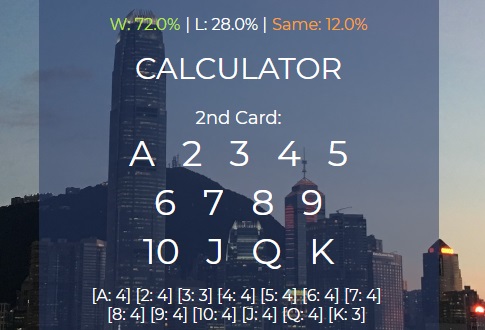 W: 72.0% | L: 28.0% | Same: 12.0%
CALCULATOR
2nd Card:
A 2 3 4 5
6 7 8 9
10 J Q K
[A: 4] [2: 4] [3: 3] [4: 4] [5: 4] [6: 4] [7: 4]
[8: 4] [9: 4] [10: 4] [J: 4] [Q: 4] [K: 3]